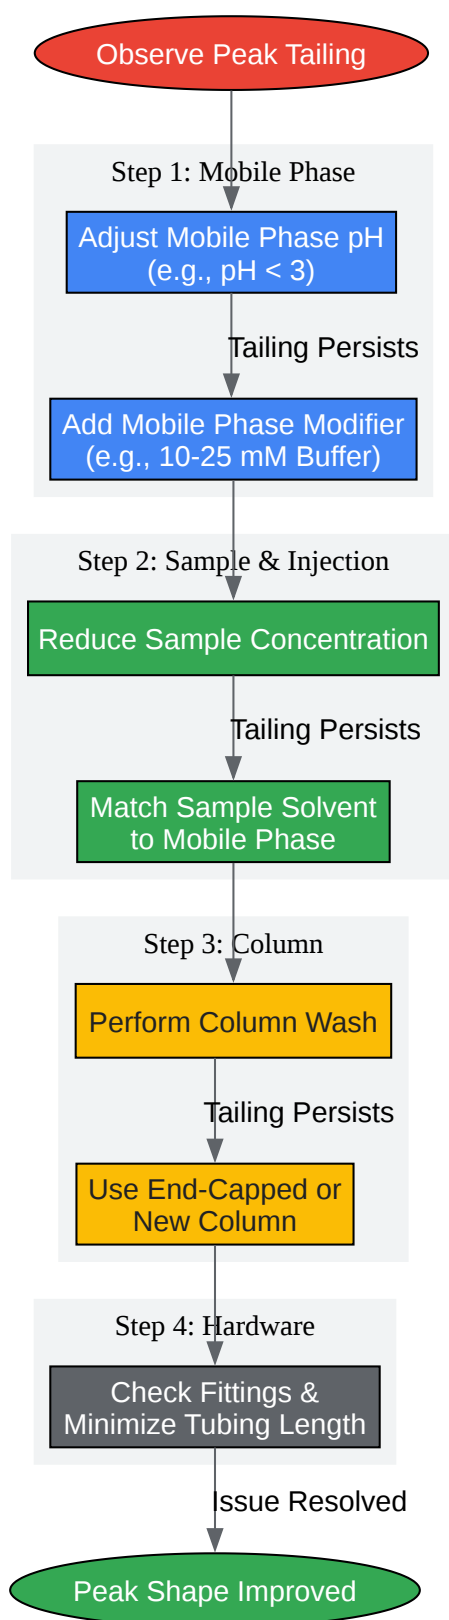 Observe Peak Tailing
Step 1: Mobile Phase
Adjust Mobile Phase pH
(e.g., pH < 3)
Tailing Persists
Add Mobile Phase Modifier
(e.g., 10-25 mM Buffer)
Step 2: Sample & Injection
Reduce Sample Concentration
Tailing Persists
Match Sample Solvent
to Mobile Phase
Step 3: Column
Perform Column Wash
Tailing Persists
Use End-Capped or
New Column
Step 4: Hardware
Check Fittings &
Minimize Tubing Length
Issue Resolved
Peak Shape Improved